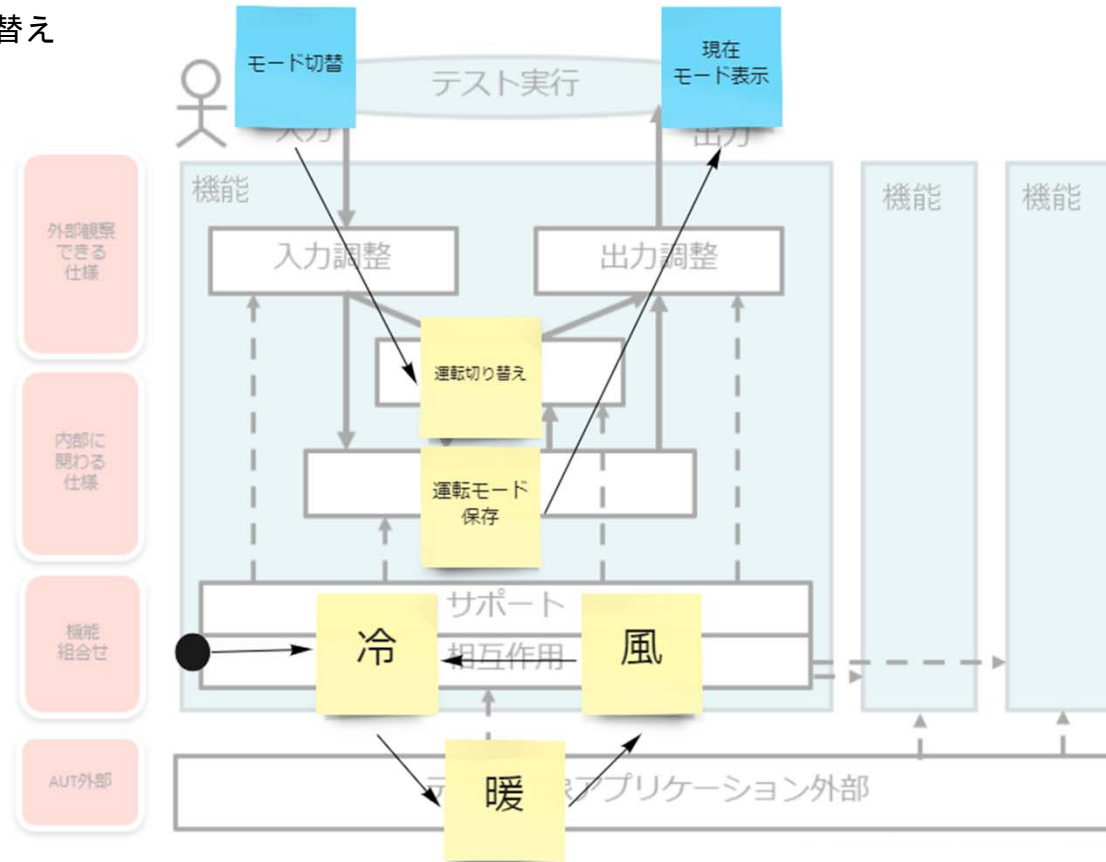 替え
モード切替
現在
モード表示
テスト実行
入力
出力
機能
機能
機能
外部観察
できる
仕様
入力調整
出力調整
運転切り替え
内部に
関わる
仕様
運転モード
保存
サポート
機能
組合せ
冷
相互作用
風
AUT外部
暖
アプリケーション外部